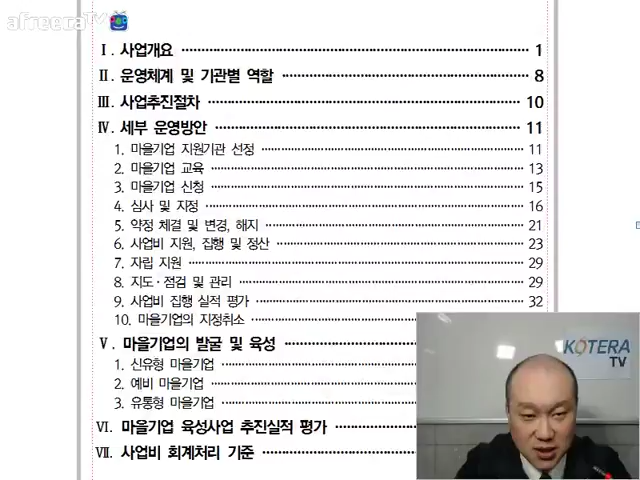 afreecaTV
Ⅰ. 사업개요 1
Ⅱ. 운영체계 및 기관별 역할 8
Ⅲ. 사업추진절차 10
Ⅳ. 세부 운영방안 11
1. 마을기업 지원기관 선정 11
2. 마을기업 교육 13
3. 마을기업 신청 15
4. 심사 및 지정 16
5. 약정 체결 및 변경, 해지 21
6. 사업비 지원, 집행 및 정산 23
7. 자립 지원 29
8. 지도·점검 및 관리 29
9. 사업비 집행 실적 평가 32
10. 마을기업의 지정취소
Ⅴ. 마을기업의 발굴 및 육성
1. 신유형 마을기업
2. 예비 마을기업
3. 유통형 마을기업
Ⅵ. 마을기업 육성사업 추진실적 평가
Ⅶ. 사업비 회계처리 기준
KOTERA
TV